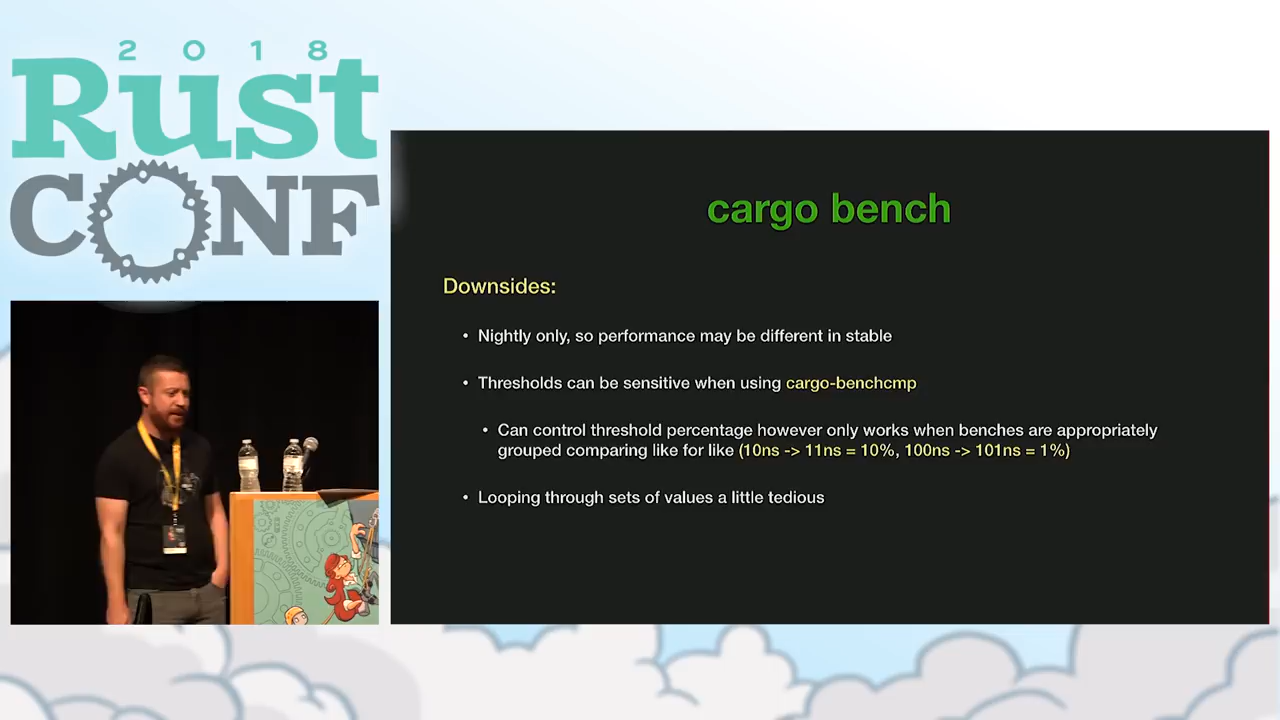 2018
Rust
CONF
cargo bench
Downsides:
• Nightly only, so performance may be different in stable
• Thresholds can be sensitive when using cargo-benchcmp
• Can control threshold percentage however only works when benches are appropriately
grouped comparing like for like (10ns -> 11ns = 10%, 100ns -> 101ns = 1%)
• Looping through sets of values a little tedious